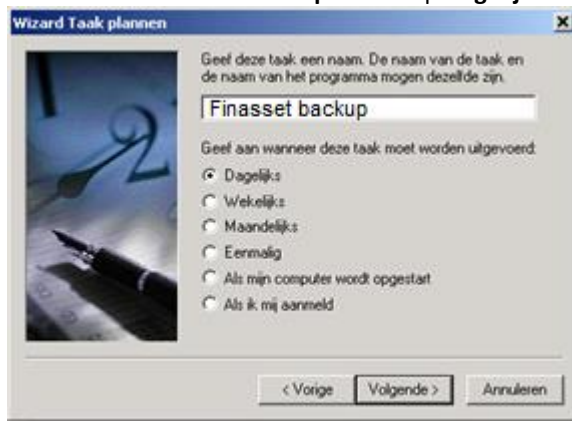 Wizard Taak plannen
Geef deze taak een naam. De naam van de taak en
de naam van het programma mogen dezelfde zijn.
Finasset backup
Geef aan wanneer deze taak moet worden uitgevoerd:
Dagelijks
Wekelijks
Maandelijks
Eenmalig
Als mijn computer wordt opgestart
Als ik mij aanmeld
< Vorige
Volgende >
Annuleren